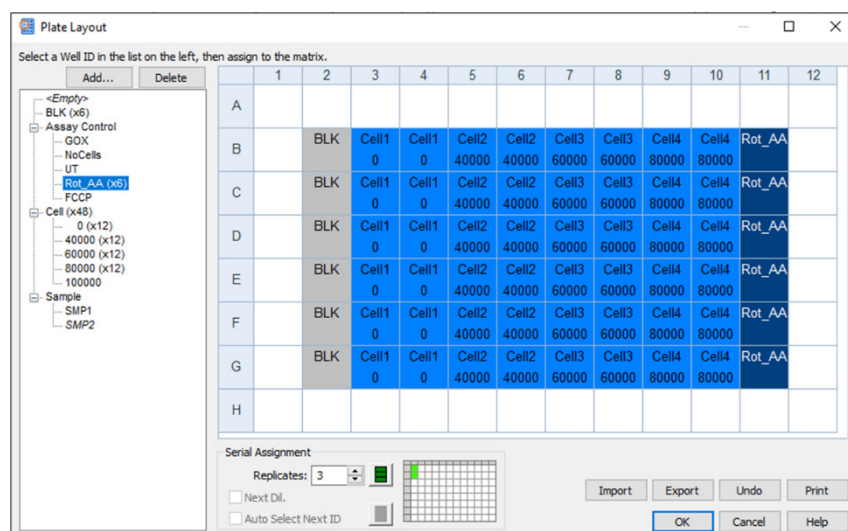 Plate Layout
Select a Well ID in the list on the left, then assign to the matrix.
Add... Delete
<Empty>
BLK (x6)
Assay Control
GOX
NoCells
UT
Rot_AA (x6)
FCCP
Cell (x48)
0 (x12)
40000 (x12)
60000 (x12)
80000 (x12)
100000
Sample
SMP1
SMP2
1 2 3 4 5 6 7 8 9 10 11 12
A
B BLK Cell1 Cell1 Cell2 Cell2 Cell3 Cell3 Cell4 Cell4 Rot_AA
0 0 40000 40000 60000 60000 80000 80000
C BLK Cell1 Cell1 Cell2 Cell2 Cell3 Cell3 Cell4 Cell4 Rot_AA
0 0 40000 40000 60000 60000 80000 80000
D BLK Cell1 Cell1 Cell2 Cell2 Cell3 Cell3 Cell4 Cell4 Rot_AA
0 0 40000 40000 60000 60000 80000 80000
E BLK Cell1 Cell1 Cell2 Cell2 Cell3 Cell3 Cell4 Cell4 Rot_AA
0 0 40000 40000 60000 60000 80000 80000
F BLK Cell1 Cell1 Cell2 Cell2 Cell3 Cell3 Cell4 Cell4 Rot_AA
0 0 40000 40000 60000 60000 80000 80000
G BLK Cell1 Cell1 Cell2 Cell2 Cell3 Cell3 Cell4 Cell4 Rot_AA
0 0 40000 40000 60000 60000 80000 80000
H
Serial Assignment
Replicates: 3
Next Dil.
Auto Select Next ID
Import Export Undo Print
OK Cancel Help